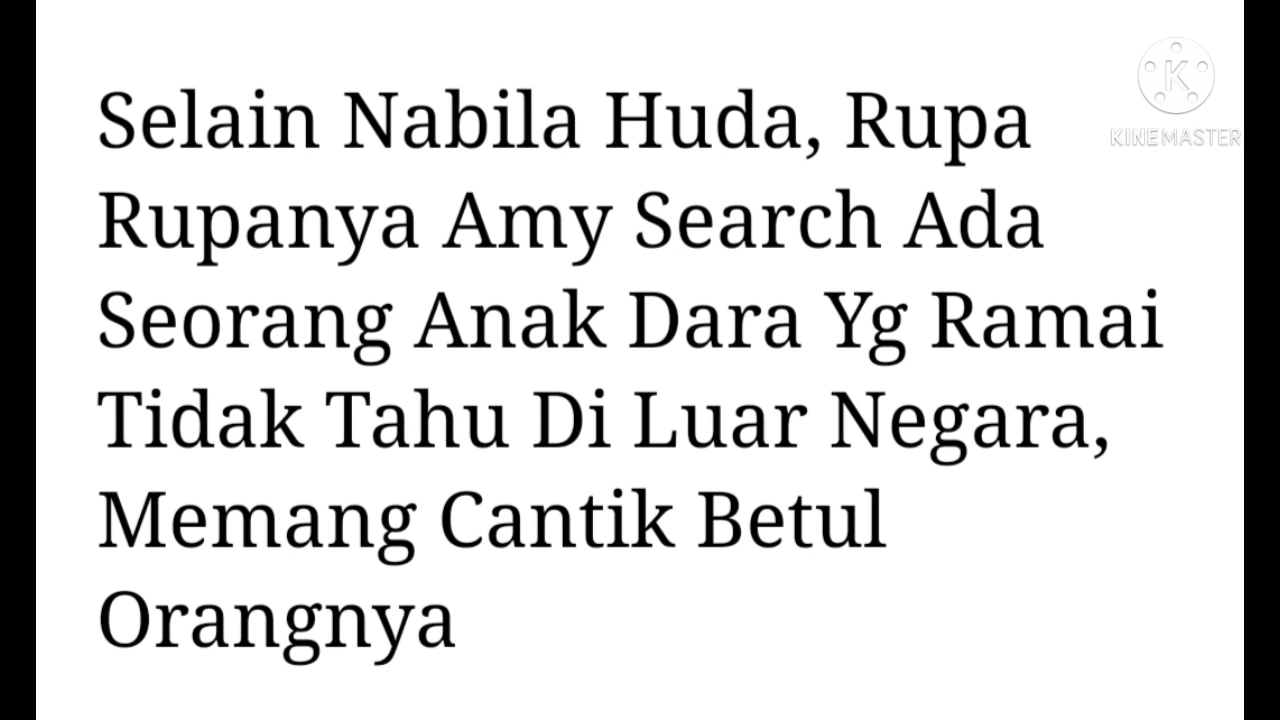 Selain Nabila Huda, Rupa
Rupanya Amy Search Ada
Seorang Anak Dara Yg Ramai
Tidak Tahu Di Luar Negara,
Memang Cantik Betul
Orangnya
K
KINEMASTER